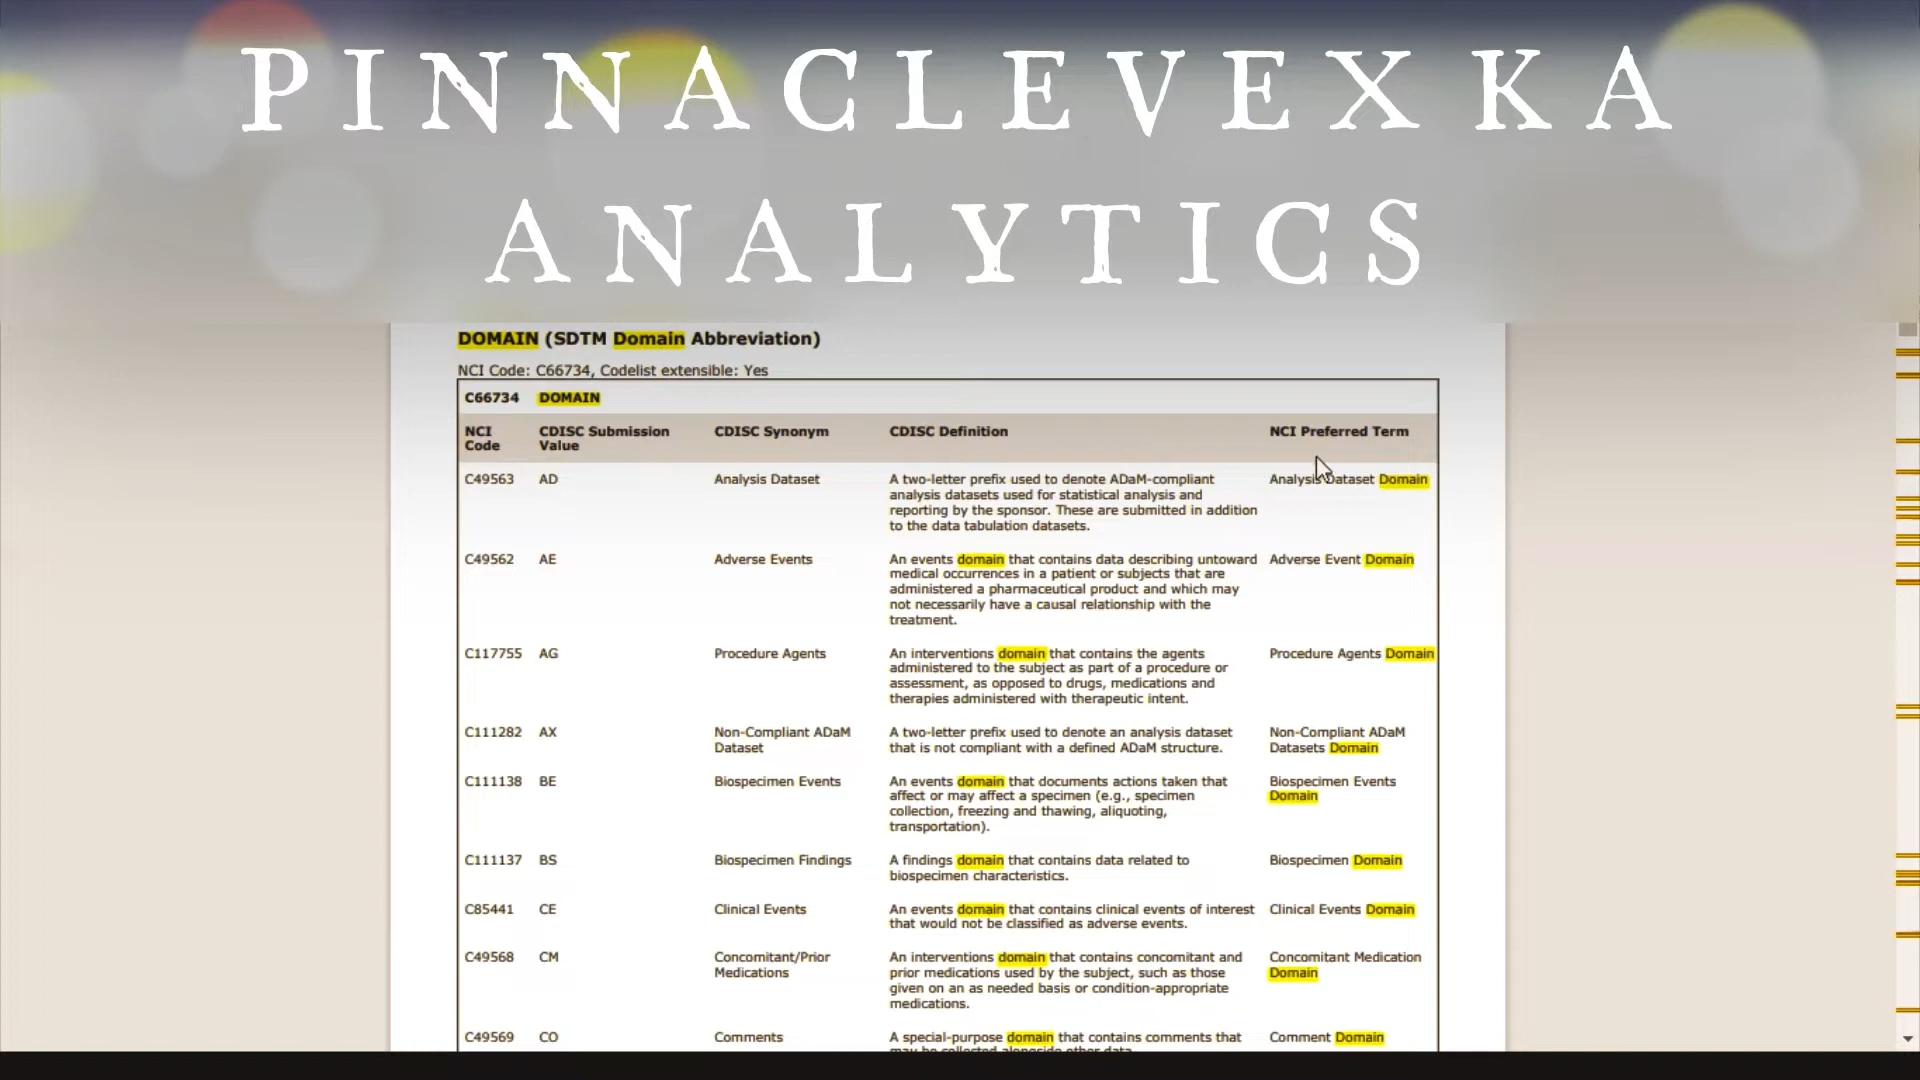 PINNACLEVEX KA
ANALYTICS
DOMAIN (SDTM Domain Abbreviation)
NCI Code: C66734, Codelist extensible: Yes
C66734 DOMAIN
NCI Code CDISC Submission Value CDISC Synonym CDISC Definition NCI Preferred Term
C49563 AD Analysis Dataset A two-letter prefix used to denote ADaM-compliant Analysis Dataset Domain
analysis datasets used for statistical analysis and
reporting by the sponsor. These are submitted in addition
to the data tabulation datasets.
C49562 AE Adverse Events An events domain that contains data describing untoward Adverse Event Domain
medical occurrences in a patient or subjects that are
administered a pharmaceutical product and which may
not necessarily have a causal relationship with the
treatment.
C117755 AG Procedure Agents An interventions domain that contains the agents Procedure Agents Domain
administered to the subject as part of a procedure or
assessment, as opposed to drugs, medications and
therapies administered with therapeutic intent.
C111282 AX Non-Compliant ADaM A two-letter prefix used to denote an analysis dataset Non-Compliant ADaM
Dataset that is not compliant with a defined ADaM structure. Datasets Domain
C111138 BE Biospecimen Events An events domain that documents actions taken that Biospecimen Events
affect or may affect a specimen (e.g., specimen Domain
collection, freezing and thawing, aliquoting,
transportation).
C111137 BS Biospecimen Findings A findings domain that contains data related to Biospecimen Domain
biospecimen characteristics.
C85441 CE Clinical Events An events domain that contains clinical events of interest Clinical Events Domain
that would not be classified as adverse events.
C49568 CM Concomitant/Prior An interventions domain that contains concomitant and Concomitant Medication
Medications prior medications used by the subject, such as those Domain
given on an as needed basis or condition-appropriate
medications.
C49569 CO Comments A special-purpose domain that contains comments that Comment Domain
may be collected alongside other data.